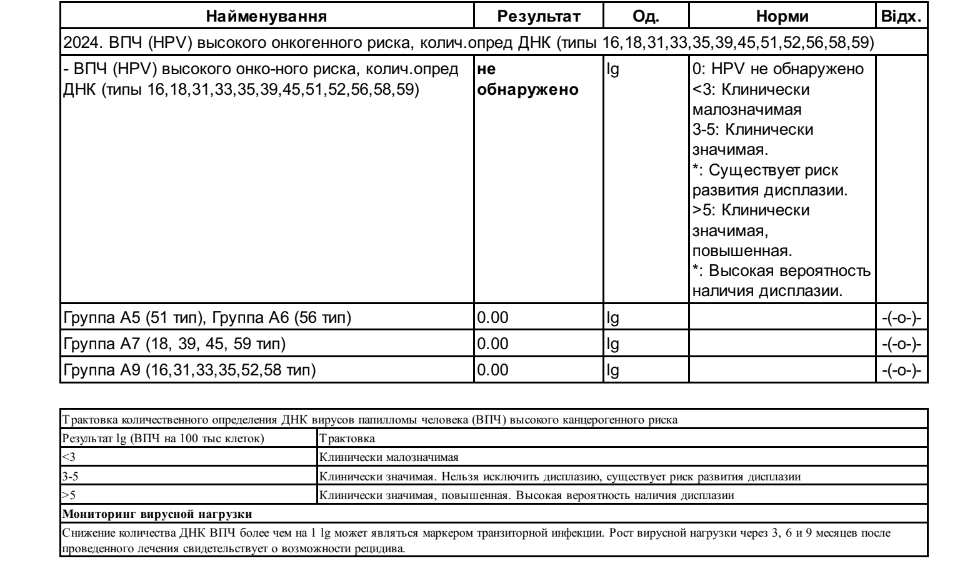 Найменування Результат Од. Норми Відх.
2024. ВПЧ (HPV) высокого онкогенного риска, колич.опред ДНК (типы 16,18,31,33,35,39,45,51,52,56,58,59)
- ВПЧ (HPV) высокого онко-ного риска, колич.опред не lg 0: HPV не обнаружено
ДНК (типы 16,18,31,33,35,39,45,51,52,56,58,59) обнаружено <3: Клинически
малозначимая
3-5: Клинически
значимая.
*: Существует риск
развития дисплазии.
>5: Клинически
значимая,
повышенная.
*: Высокая вероятность
наличия дисплазии.
Группа А5 (51 тип), Группа А6 (56 тип) 0.00 lg -(-o-)-
Группа А7 (18, 39, 45, 59 тип) 0.00 lg -(-o-)-
Группа А9 (16,31,33,35,52,58 тип) 0.00 lg -(-o-)-
Трактовка количественного определения ДНК вирусов папилломы человека (ВПЧ) высокого канцерогенного риска
Результат lg (ВПЧ на 100 тыс клеток) Трактовка
<3 Клинически малозначимая
3-5 Клинически значимая. Нельзя исключить дисплазию, существует риск развития дисплазии
>5 Клинически значимая, повышенная. Высокая вероятность наличия дисплазии
Мониторинг вирусной нагрузки
Снижение количества ДНК ВПЧ более чем на 1 lg может являться маркером транзиторной инфекции. Рост вирусной нагрузки через 3, 6 и 9 месяцев после
проведенного лечения свидетельствует о возможности рецидива.